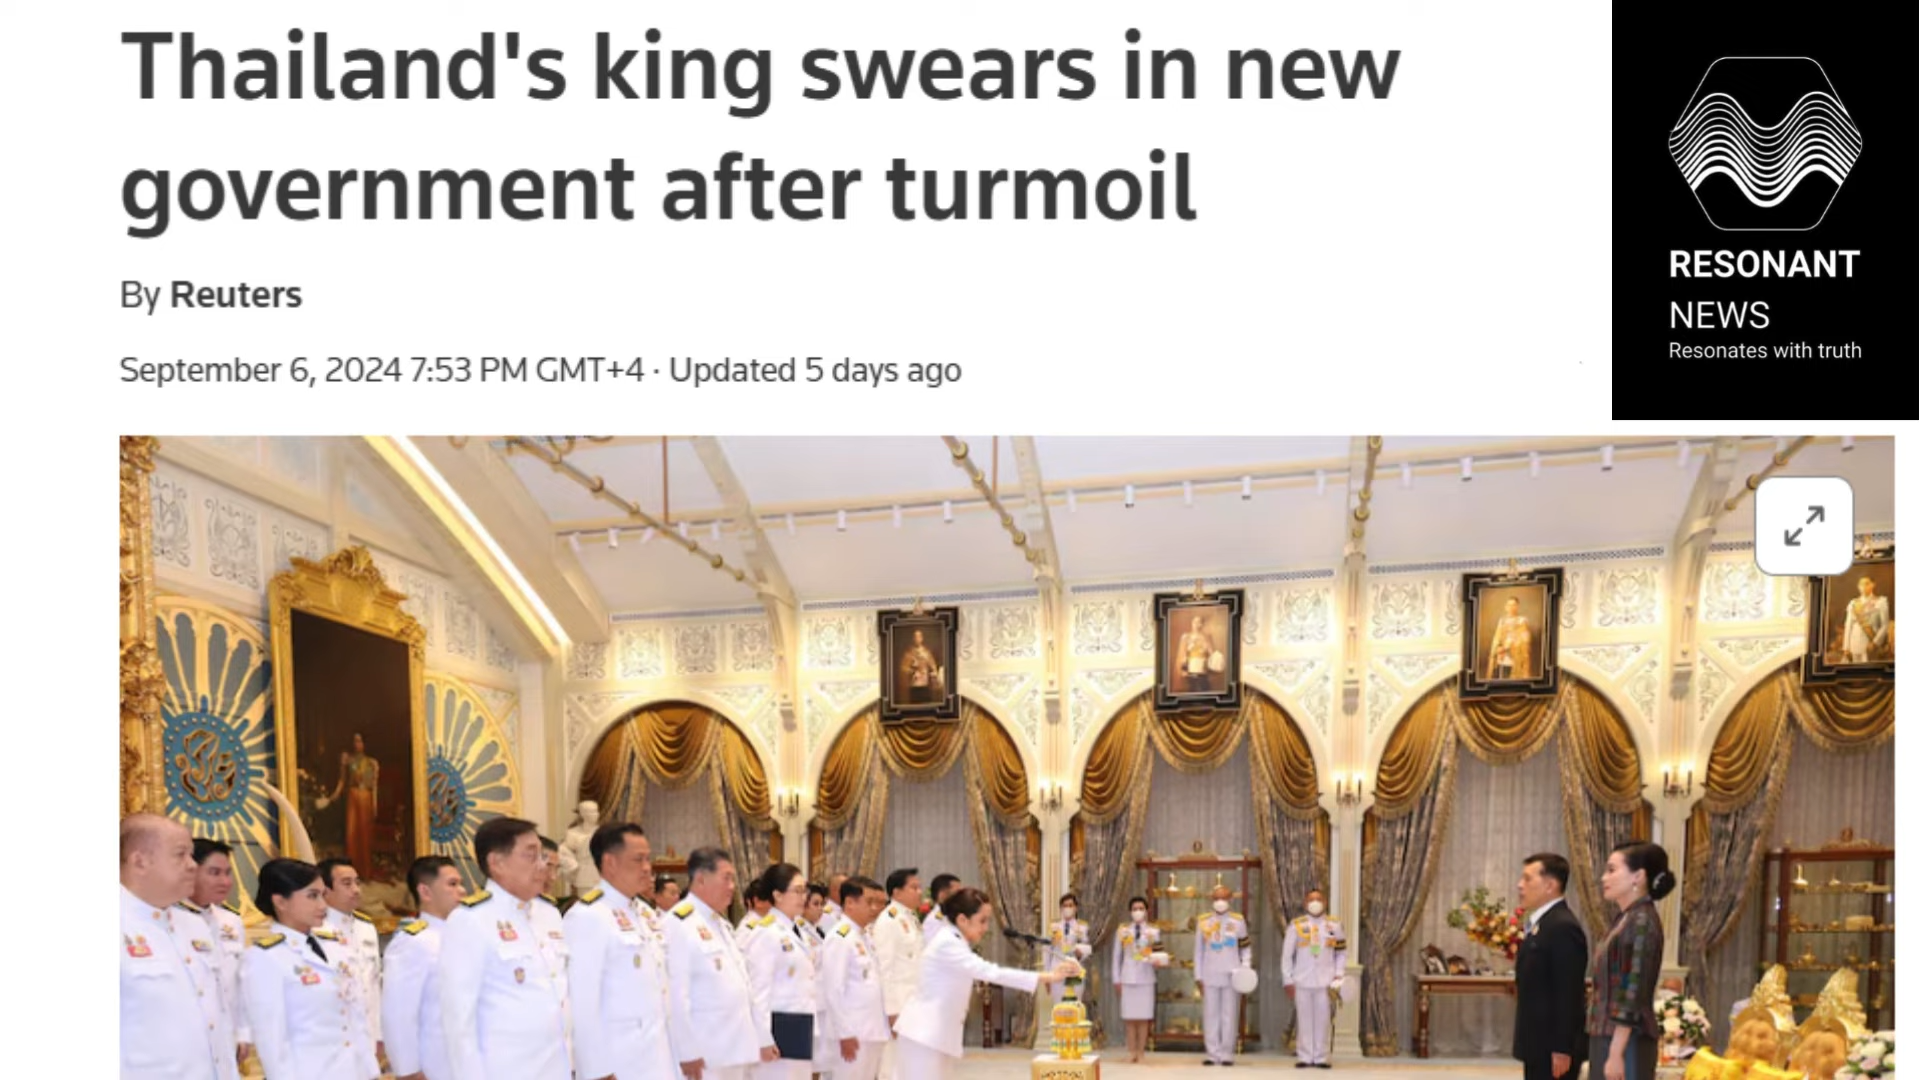 Thailand's king swears in new
government after turmoil
By Reuters
September 6, 2024 7:53 PM GMT+4 · Updated 5 days ago
RESONANT
NEWS
Resonates with truth